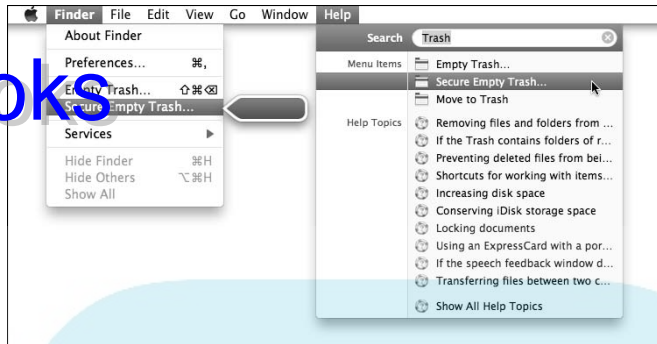 Finder File Edit View Go Window Help
About Finder
Preferences... ⌘,
Empty Trash... ⇧⌘⌫
Secure Empty Trash...
Services ▶
Hide Finder ⌘H
Hide Others ⌥⌘H
Show All
oks
Search Trash
Menu Items Empty Trash...
Secure Empty Trash...
Move to Trash
Help Topics Removing files and folders from ...
If the Trash contains folders of r...
Preventing deleted files from bei...
Shortcuts for working with items...
Increasing disk space
Conserving iDisk storage space
Locking documents
Using an ExpressCard with a por...
If the speech feedback window d...
Transferring files between two c...
Show All Help Topics